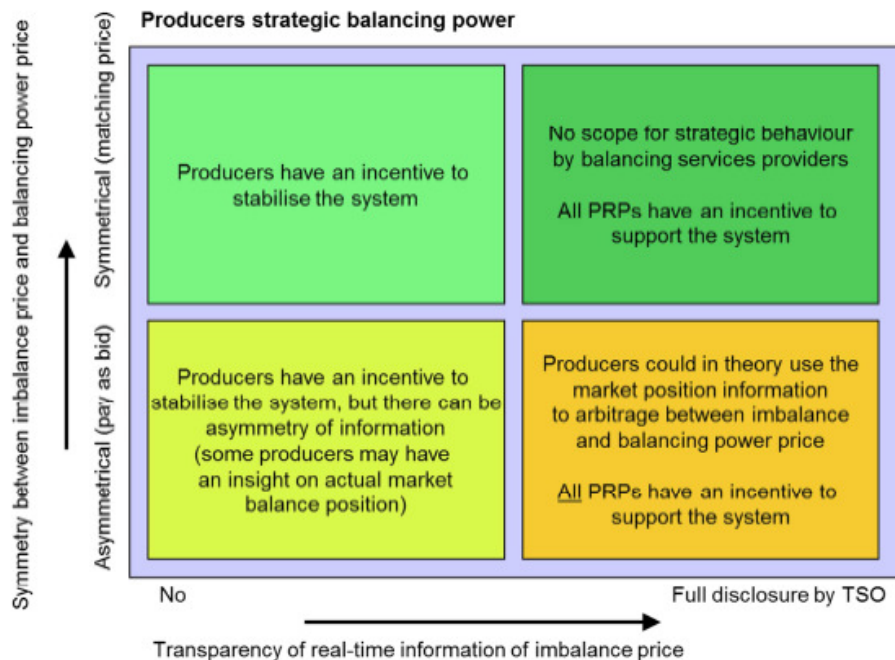 Producers strategic balancing power
Symmetry between imbalance price and balancing power price
Symmetrical (matching price)
Asymmetrical (pay as bid)
Producers have an incentive to
stabilise the system
No scope for strategic behaviour
by balancing services providers
All PRPs have an incentive to
support the system
Producers have an incentive to
stabilise the system, but there can be
asymmetry of information
(some producers may have
an insight on actual market
balance position)
Producers could in theory use the
market position information
to arbitrage between imbalance
and balancing power price
All PRPs have an incentive to
support the system
No
Full disclosure by TSO
Transparency of real-time information of imbalance price